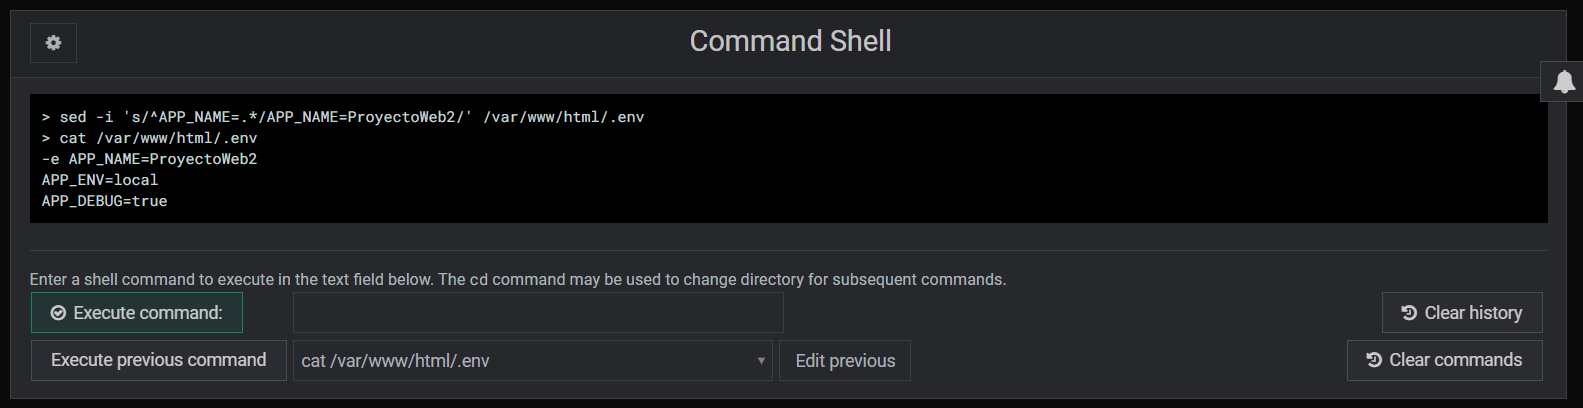 Command Shell
> sed -i 's/^APP_NAME=.*/APP_NAME=ProyectoWeb2/' /var/www/html/.env
> cat /var/www/html/.env
-e APP_NAME=ProyectoWeb2
APP_ENV=local
APP_DEBUG=true
Enter a shell command to execute in the text field below. The cd command may be used to change directory for subsequent commands.
Execute command: Clear history
Execute previous command cat /var/www/html/.env Edit previous Clear commands